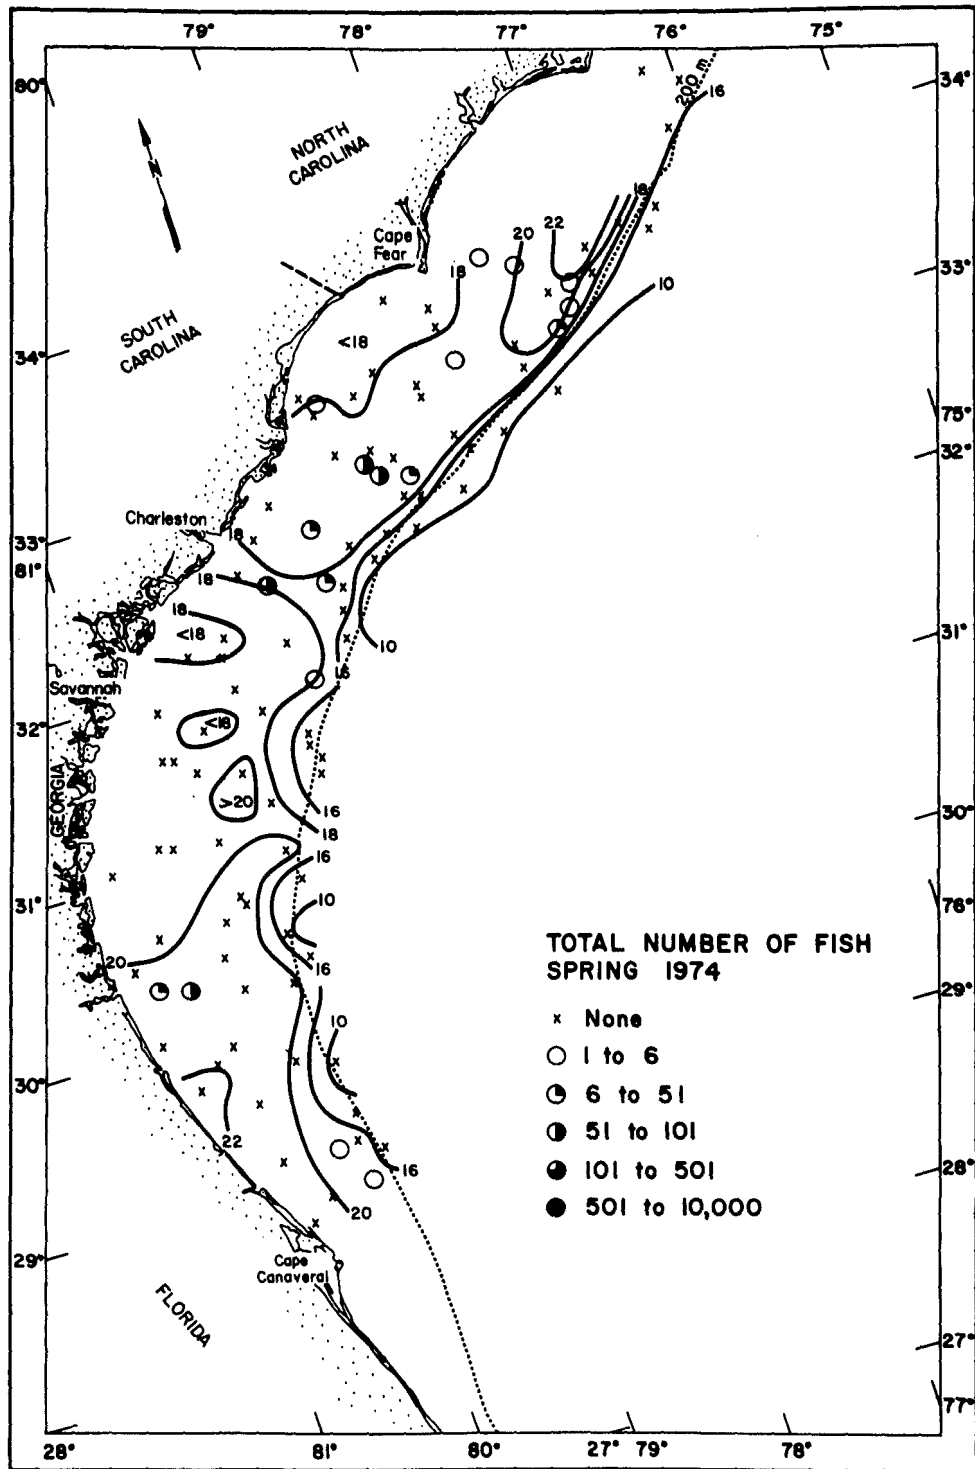 79° 78° 77° 76° 75°
80°
34°
200 m
16
N
NORTH
CAROLINA
18
Cape
Fear
20
22
33°
18
10
SOUTH
CAROLINA
<18
34°
75°
32°
Charleston
18
33°
81°
18
18
<18
10
31°
16
Savannah
<18
32°
GEORGIA
>20
16
30°
18
16
31°
10
76°
20
16
TOTAL NUMBER OF FISH
SPRING 1974
29°
x None
1 to 6
10
6 to 51
30°
51 to 101
22
16
28°
101 to 501
20
501 to 10,000
29°
Cape
Canaveral
FLORIDA
27°
77°
28° 81° 80° 27° 79° 78°